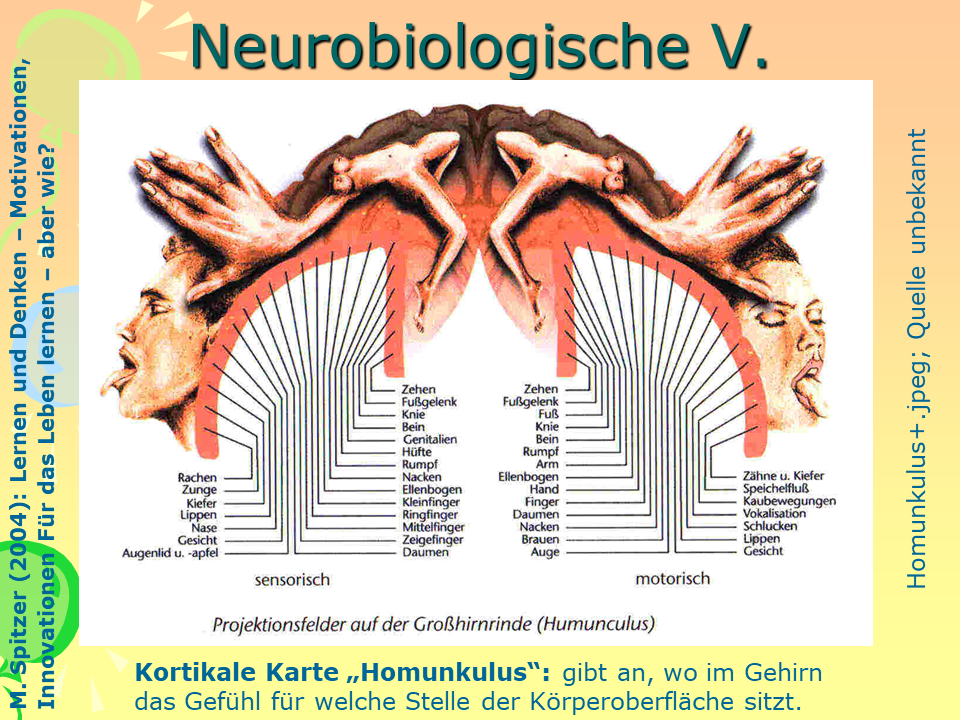 Neurobiologische V.
M. Spitzer (2004): Lernen und Denken – Motivationen,
Innovationen Für das Leben lernen – aber wie?
Zehen
Fußgelenk
Knie
Bein
Genitalien
Hüfte
Rumpf
Nacken
Ellenbogen
Kleinfinger
Ringfinger
Mittelfinger
Zeigefinger
Daumen
Rachen
Zunge
Kiefer
Lippen
Nase
Gesicht
Augenlid u. -apfel
sensorisch
Zehen
Fußgelenk
Fuß
Knie
Bein
Rumpf
Arm
Ellenbogen
Hand
Finger
Daumen
Nacken
Brauen
Auge
Zähne u. Kiefer
Speichelfluß
Kaubewegungen
Vokalisation
Schlucken
Lippen
Gesicht
motorisch
Projektionsfelder auf der Großhirnrinde (Humunculus)
Homunkulus+.jpeg; Quelle unbekannt
Kortikale Karte „Homunkulus“: gibt an, wo im Gehirn
das Gefühl für welche Stelle der Körperoberfläche sitzt.